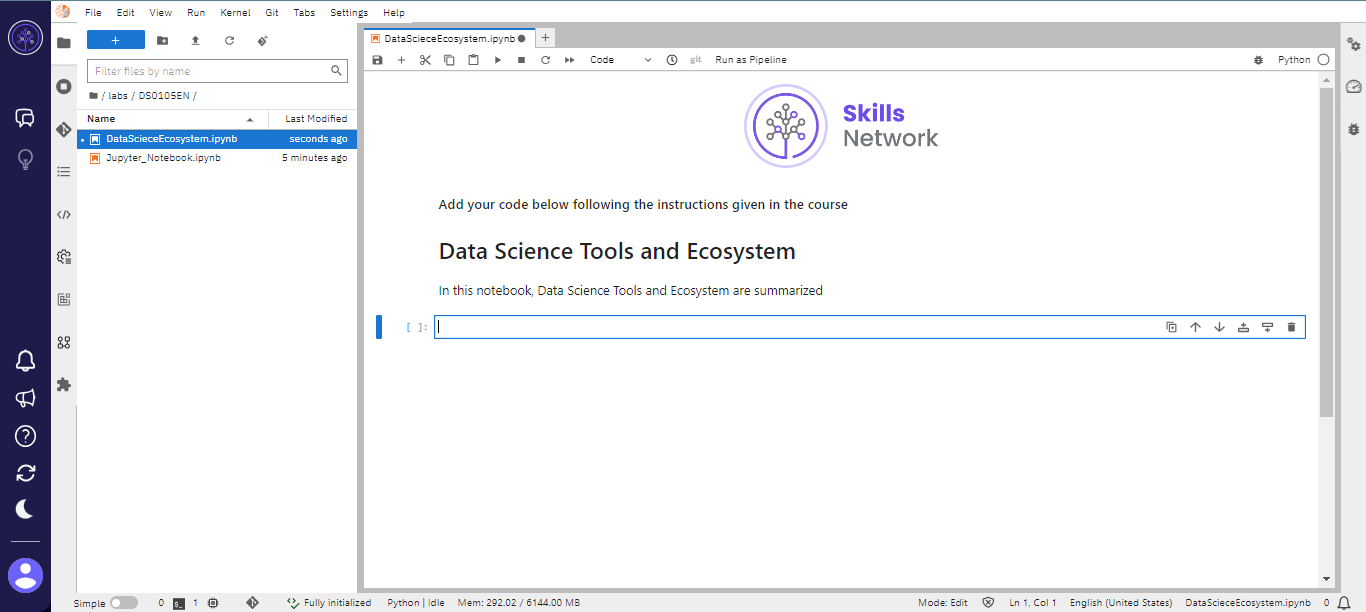 File Edit View Run Kernel Git Tabs Settings Help
+
Filter files by name
/ labs / DS0105EN /
Name Last Modified
DataScieceEcosystem.ipynb seconds ago
Jupyter_Notebook.ipynb 5 minutes ago
DataScieceEcosystem.ipynb +
+ Code git Run as Pipeline Python
Skills
Network
Add your code below following the instructions given in the course
Data Science Tools and Ecosystem
In this notebook, Data Science Tools and Ecosystem are summarized
[ ]:
Simple 0 $_ 1 Fully initialized Python | Idle Mem: 292.02 / 6144.00 MB Mode: Edit Ln 1, Col 1 English (United States) DataScieceEcosystem.ipynb 0